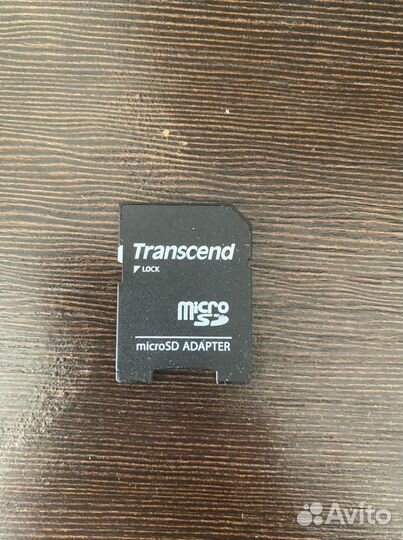 Transcend
LOCK
micro
SD
microSD ADAPTER
Avito